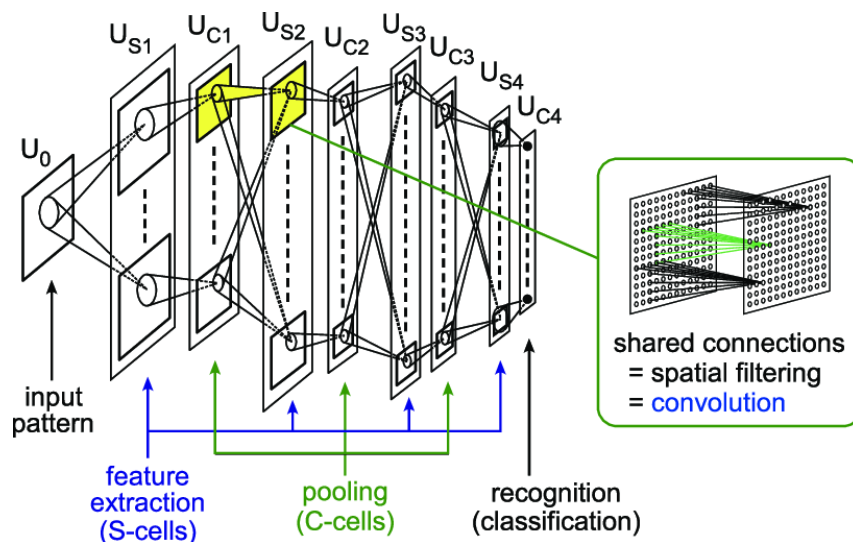 U_S1
U_C1
U_S2
U_C2
U_S3
U_C3
U_S4
U_C4
U_0
input
pattern
feature
extraction
(S-cells)
pooling
(C-cells)
recognition
(classification)
shared connections
= spatial filtering
= convolution